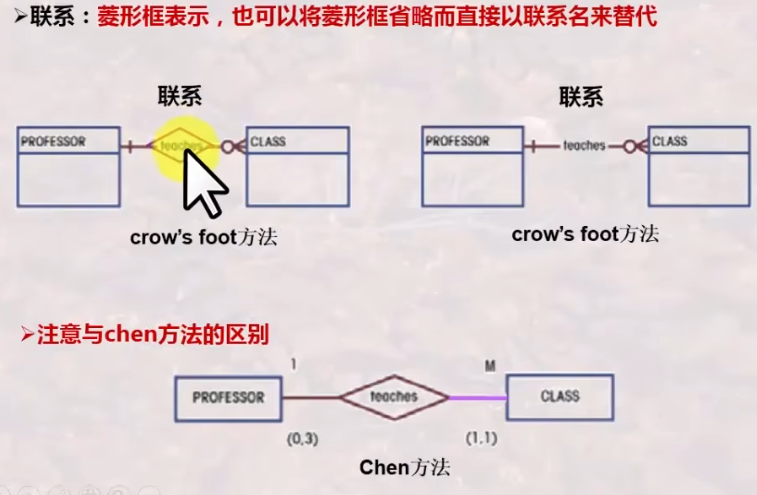 ➢联系：菱形框表示，也可以将菱形框省略而直接以联系名来替代
联系
联系
PROFESSOR
teaches
CLASS
PROFESSOR
teaches
CLASS
crow's foot方法
crow's foot方法
➢注意与chen方法的区别
1
M
PROFESSOR
teaches
CLASS
(0,3)
(1,1)
Chen方法